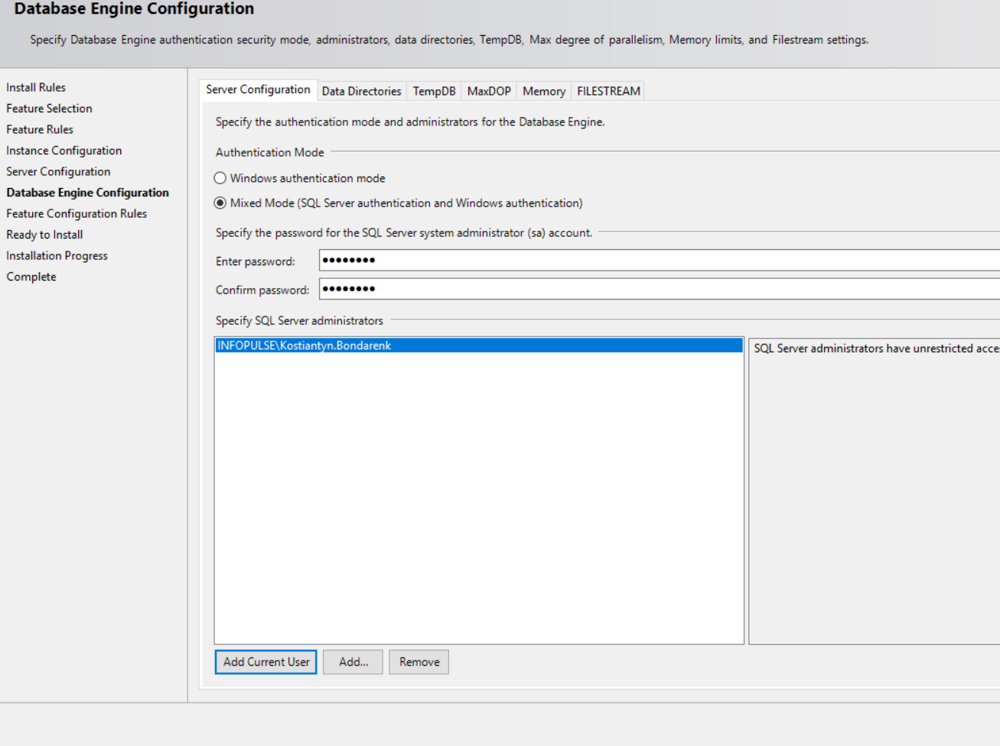 Database Engine Configuration
Specify Database Engine authentication security mode, administrators, data directories, TempDB, Max degree of parallelism, Memory limits, and Filestream settings.
Install Rules
Feature Selection
Feature Rules
Instance Configuration
Server Configuration
Database Engine Configuration
Feature Configuration Rules
Ready to Install
Installation Progress
Complete
Server Configuration Data Directories TempDB MaxDOP Memory FILESTREAM
Specify the authentication mode and administrators for the Database Engine.
Authentication Mode
Windows authentication mode
Mixed Mode (SQL Server authentication and Windows authentication)
Specify the password for the SQL Server system administrator (sa) account.
Enter password: ●●●●●●●●
Confirm password: ●●●●●●●●
Specify SQL Server administrators
INFOPULSE\Kostiantyn.Bondarenk
SQL Server administrators have unrestricted acce
Add Current User Add... Remove